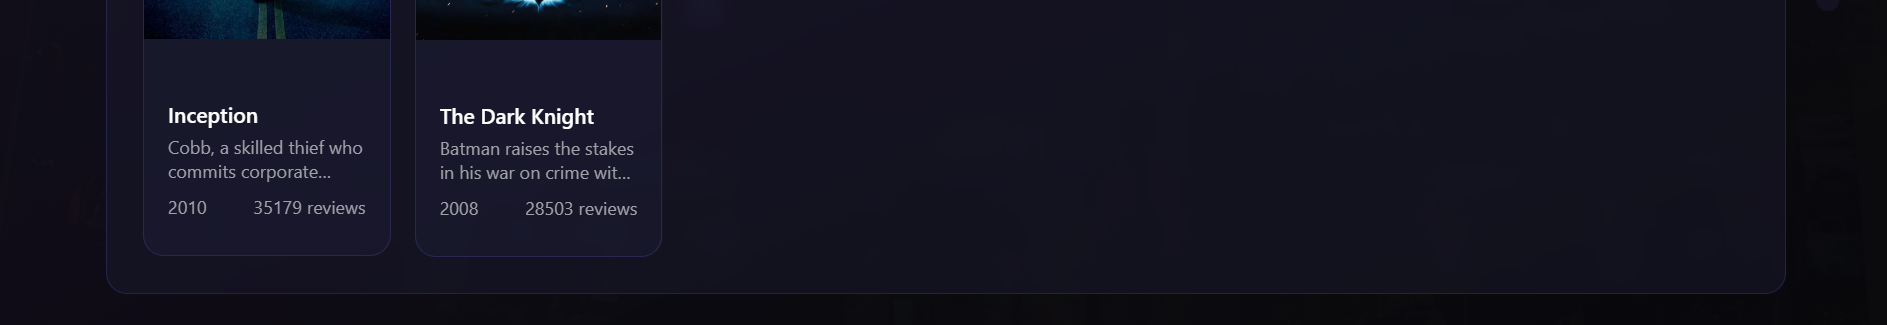 Inception
Cobb, a skilled thief who
commits corporate...
2010 35179 reviews
The Dark Knight
Batman raises the stakes
in his war on crime wit...
2008 28503 reviews